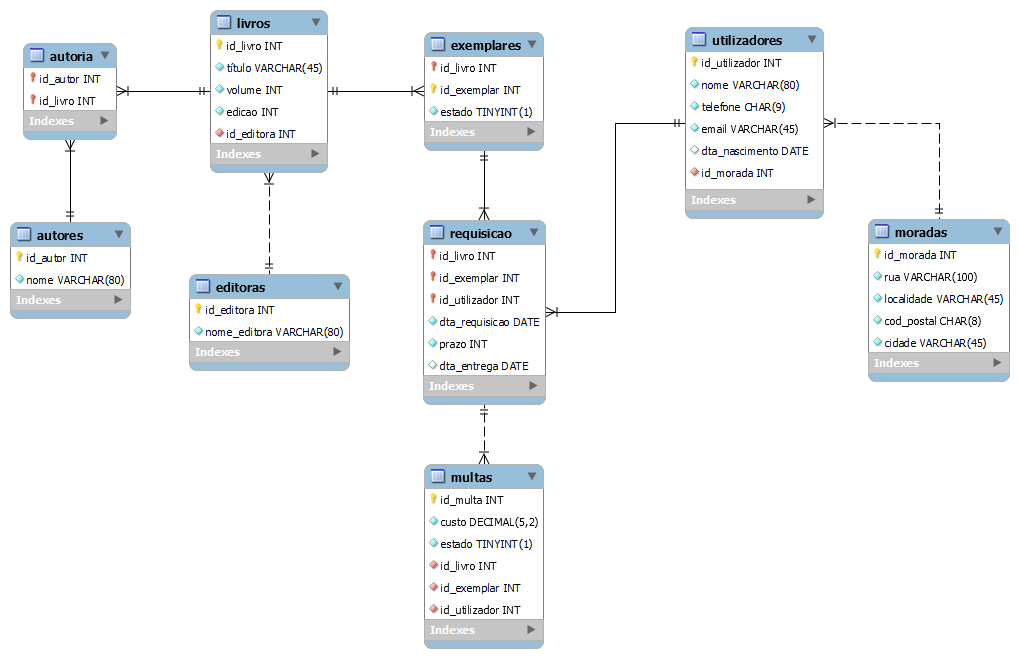 autoria
id_autor INT
id_livro INT
Indexes
livros
id_livro INT
título VARCHAR(45)
volume INT
edicao INT
id_editora INT
Indexes
exemplares
id_livro INT
id_exemplar INT
estado TINYINT(1)
Indexes
utilizadores
id_utilizador INT
nome VARCHAR(80)
telefone CHAR(9)
email VARCHAR(45)
dta_nascimento DATE
id_morada INT
Indexes
autores
id_autor INT
nome VARCHAR(80)
Indexes
editoras
id_editora INT
nome_editora VARCHAR(80)
Indexes
requisicao
id_livro INT
id_exemplar INT
id_utilizador INT
dta_requisicao DATE
prazo INT
dta_entrega DATE
Indexes
moradas
id_morada INT
rua VARCHAR(100)
localidade VARCHAR(45)
cod_postal CHAR(8)
cidade VARCHAR(45)
Indexes
multas
id_multa INT
custo DECIMAL(5,2)
estado TINYINT(1)
id_livro INT
id_exemplar INT
id_utilizador INT
Indexes